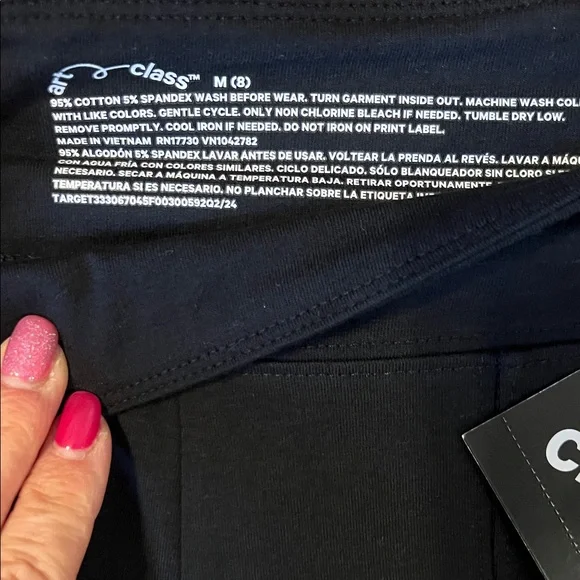 art class™ M (8)
95% COTTON 5% SPANDEX WASH BEFORE WEAR. TURN GARMENT INSIDE OUT. MACHINE WASH COL
WITH LIKE COLORS. GENTLE CYCLE. ONLY NON CHLORINE BLEACH IF NEEDED. TUMBLE DRY LOW.
REMOVE PROMPTLY. COOL IRON IF NEEDED. DO NOT IRON ON PRINT LABEL.
MADE IN VIETNAM RN17730 VN1042782
95% ALGODÓN 5% SPANDEX LAVAR ANTES DE USAR. VOLTEAR LA PRENDA AL REVÉS. LAVAR A MÁQU
CON AGUA FRÍA CON COLORES SIMILARES. CICLO DELICADO. SÓLO BLANQUEADOR SIN CLORO SI
NECESARIO. SECAR A MÁQUINA A TEMPERATURA BAJA. RETIRAR OPORTUNAMENTE.
TEMPERATURA SI ES NECESARIO. NO PLANCHAR SOBRE LA ETIQUETA
TARGET333067045F00300592Q2/24